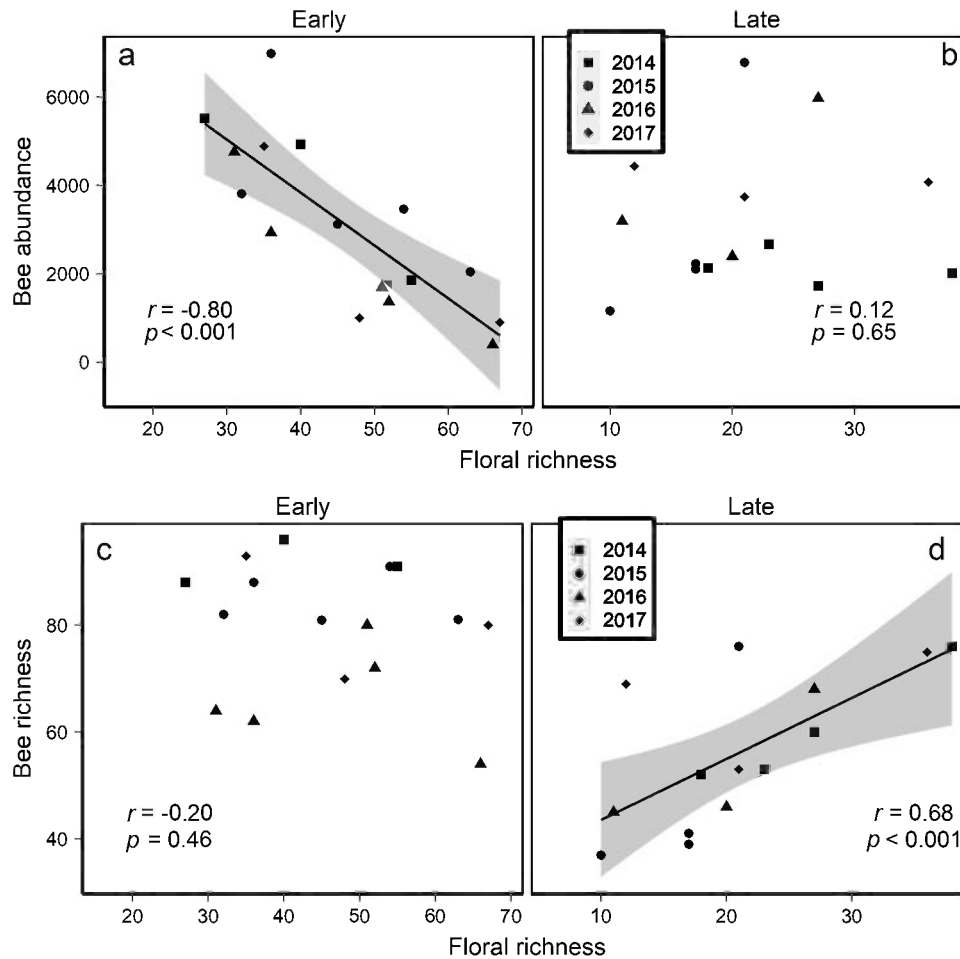 Early
Late
a
b
2014
2015
2016
2017
Bee abundance
6000
4000
2000
0
r = -0.80
p < 0.001
r = 0.12
p = 0.65
20 30 40 50 60 70
10 20 30
Floral richness
Early
Late
c
d
2014
2015
2016
2017
Bee richness
80
60
40
r = -0.20
p = 0.46
r = 0.68
p < 0.001
20 30 40 50 60 70
10 20 30
Floral richness